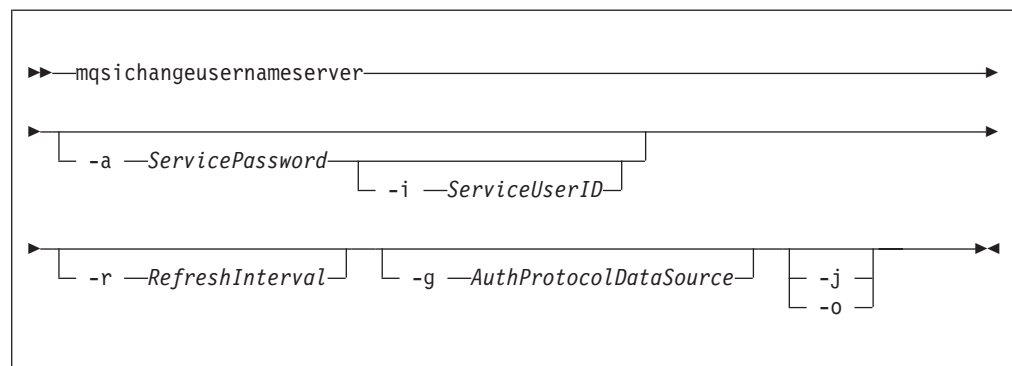 mqsichangeusernameserver
-a ServicePassword
-i ServiceUserID
-r RefreshInterval -g AuthProtocolDataSource -j
-o